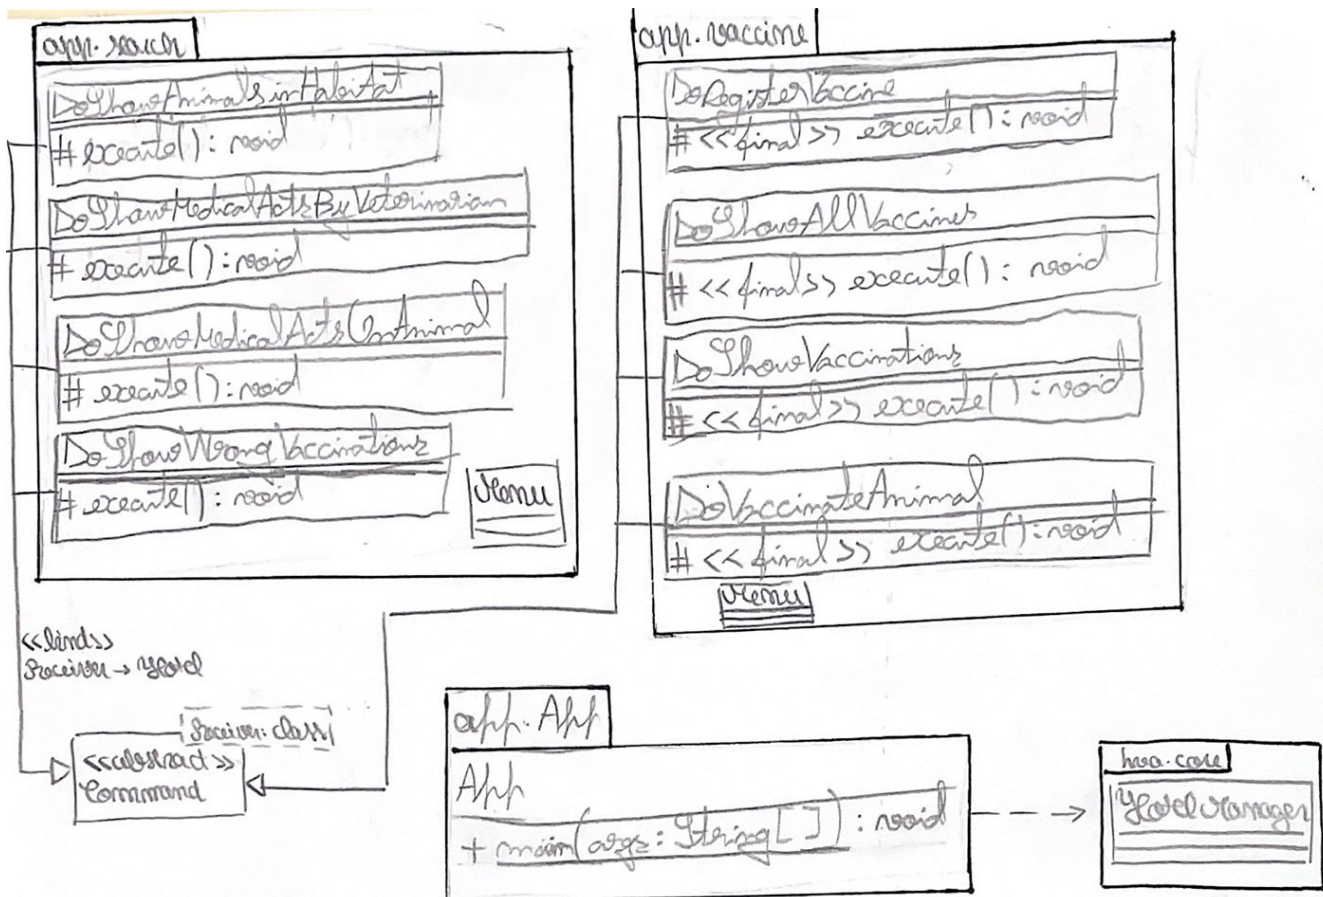 app.search
DoShowAnimalsinHabitat
# execute(): void
DoShowMedicalActsByVeterinarian
# execute(): void
DoShowMedicalActsOnAnimal
# execute(): void
DoShowWrongVaccinations
# execute(): void
Menu
app.vaccine
DoRegisterVaccine
# <<final>> execute(): void
DoShowAllVaccines
# <<final>> execute(): void
DoShowVaccinations
# <<final>> execute(): void
DoVaccinateAnimal
# <<final>> execute(): void
Menu
<<bind>>
Receiver → Hotel
Receiver: class
<<abstract>>
Command
app.App
App
+ main(args: String[]): void
hva.core
HotelManager